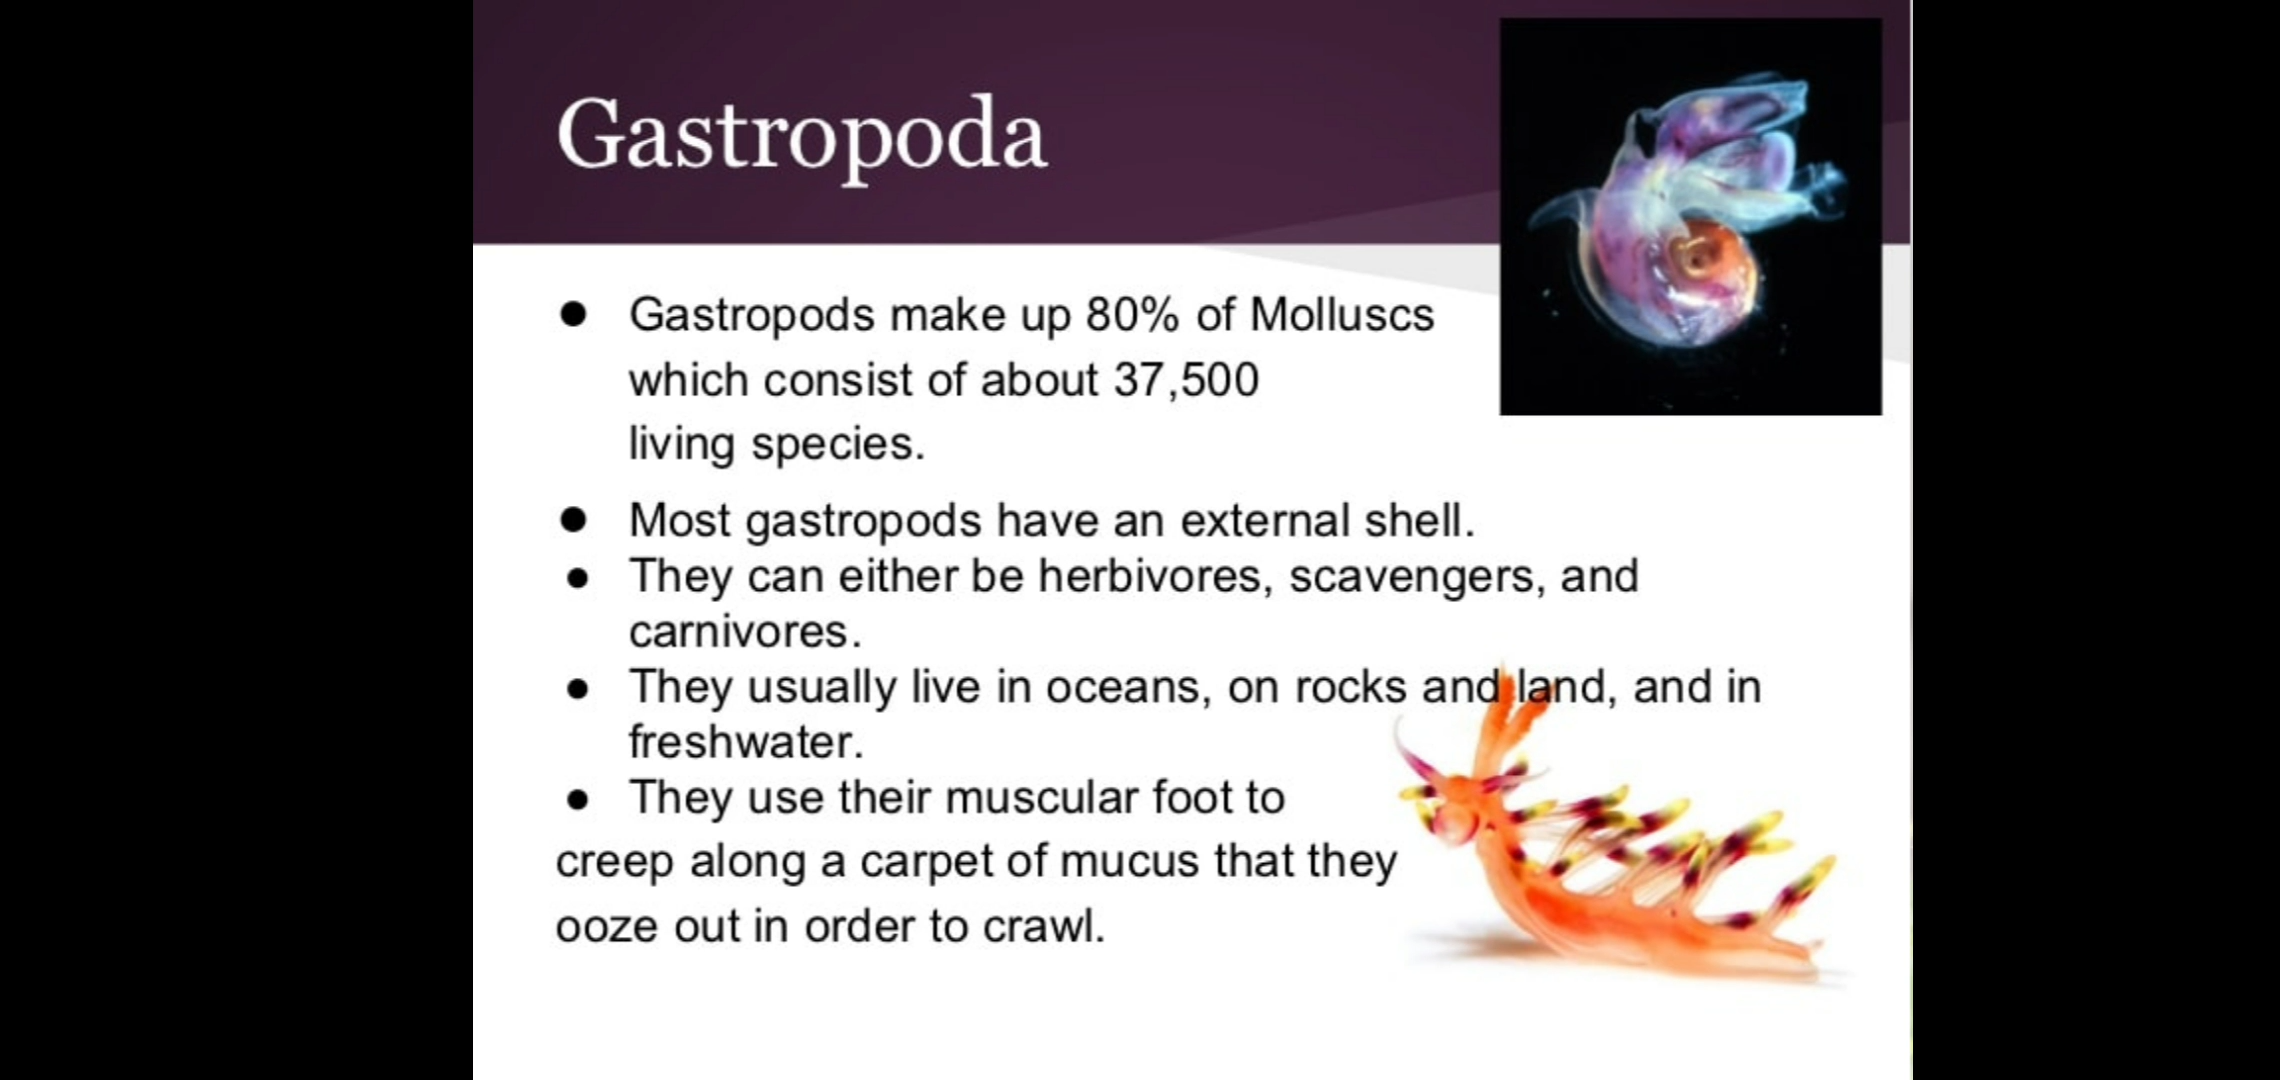 Gastropoda
● Gastropods make up 80% of Molluscs
which consist of about 37,500
living species.
● Most gastropods have an external shell.
● They can either be herbivores, scavengers, and
carnivores.
● They usually live in oceans, on rocks and land, and in
freshwater.
● They use their muscular foot to
creep along a carpet of mucus that they
ooze out in order to crawl.